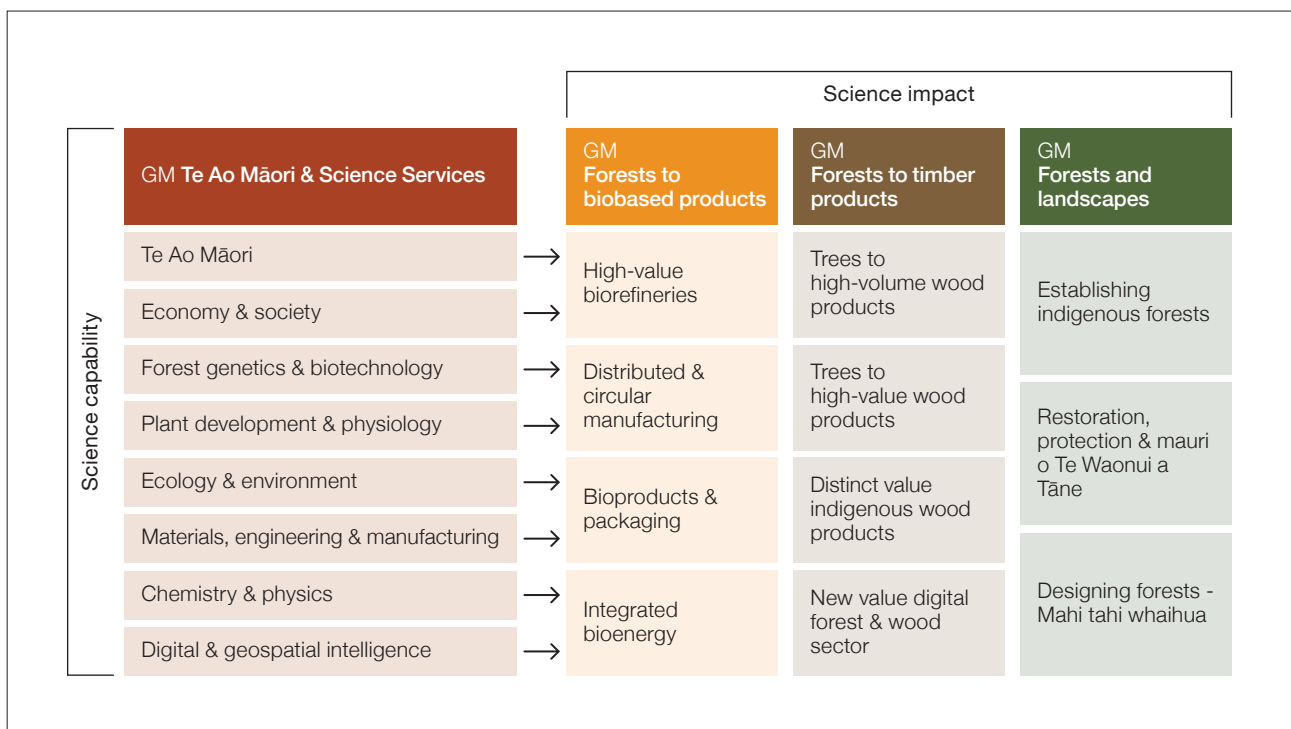 Science impact
Science capability
GM Te Ao Māori & Science Services
Te Ao Māori
Economy & society
Forest genetics & biotechnology
Plant development & physiology
Ecology & environment
Materials, engineering & manufacturing
Chemistry & physics
Digital & geospatial intelligence
GM
Forests to
biobased products
High-value
biorefineries
Distributed &
circular
manufacturing
Bioproducts &
packaging
Integrated
bioenergy
GM
Forests to timber
products
Trees to
high-volume wood
products
Trees to
high-value wood
products
Distinct value
indigenous wood
products
New value digital
forest & wood
sector
GM
Forests and
landscapes
Establishing
indigenous forests
Restoration,
protection & mauri
o Te Waonui a
Tāne
Designing forests -
Mahi tahi whaihua